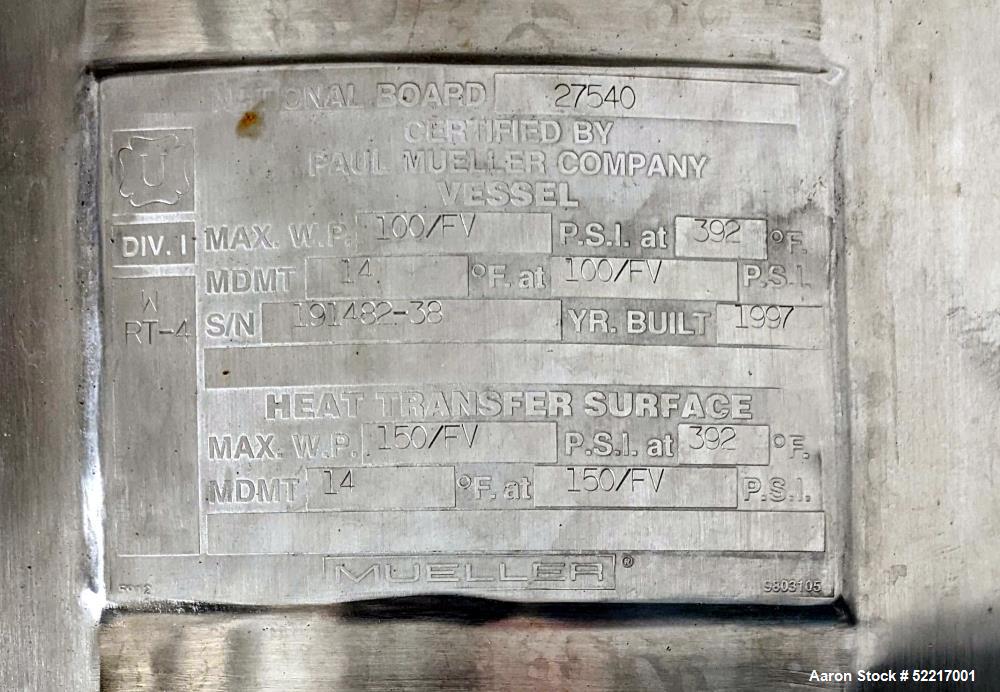 NATIONAL BOARD 27540
CERTIFIED BY
PAUL MUELLER COMPANY
VESSEL
U
DIV. I
W
RT-4
MAX. W.P. 100/FV P.S.I. at 392 °F.
MDMT 14 °F. at 100/FV P.S.I.
S/N 191482-38 YR. BUILT 1997
HEAT TRANSFER SURFACE
MAX. W.P. 150/FV P.S.I. at 392 °F.
MDMT 14 °F. at 150/FV P.S.I.
MUELLER®
9803105
Aaron Stock # 52217001